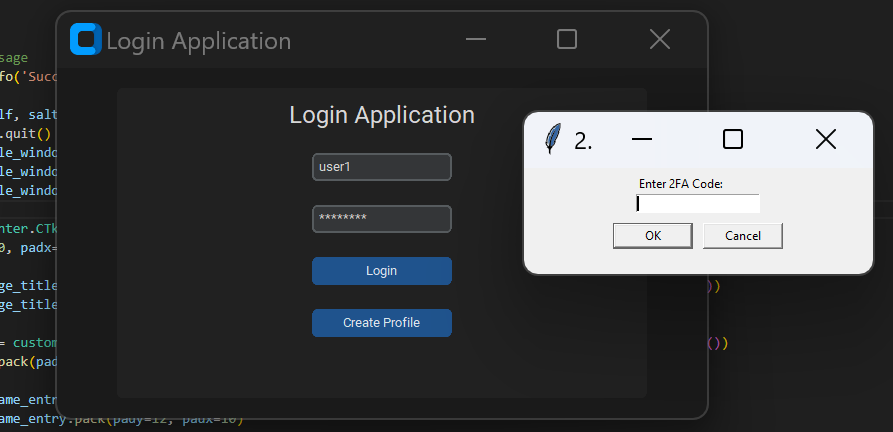 sage
fo('Succ
Login Application
lf, salt
.quit()
le_windo
le_windo
le_windo
Login Application
user1
********
Login
Create Profile
2.
Enter 2FA Code:
OK
Cancel
nter.CTk
0, padx=
ge_title
))
ge_title
= custom
())
pack(pad
ame_entr
ame_entry.pack(pady=12, padx=10)